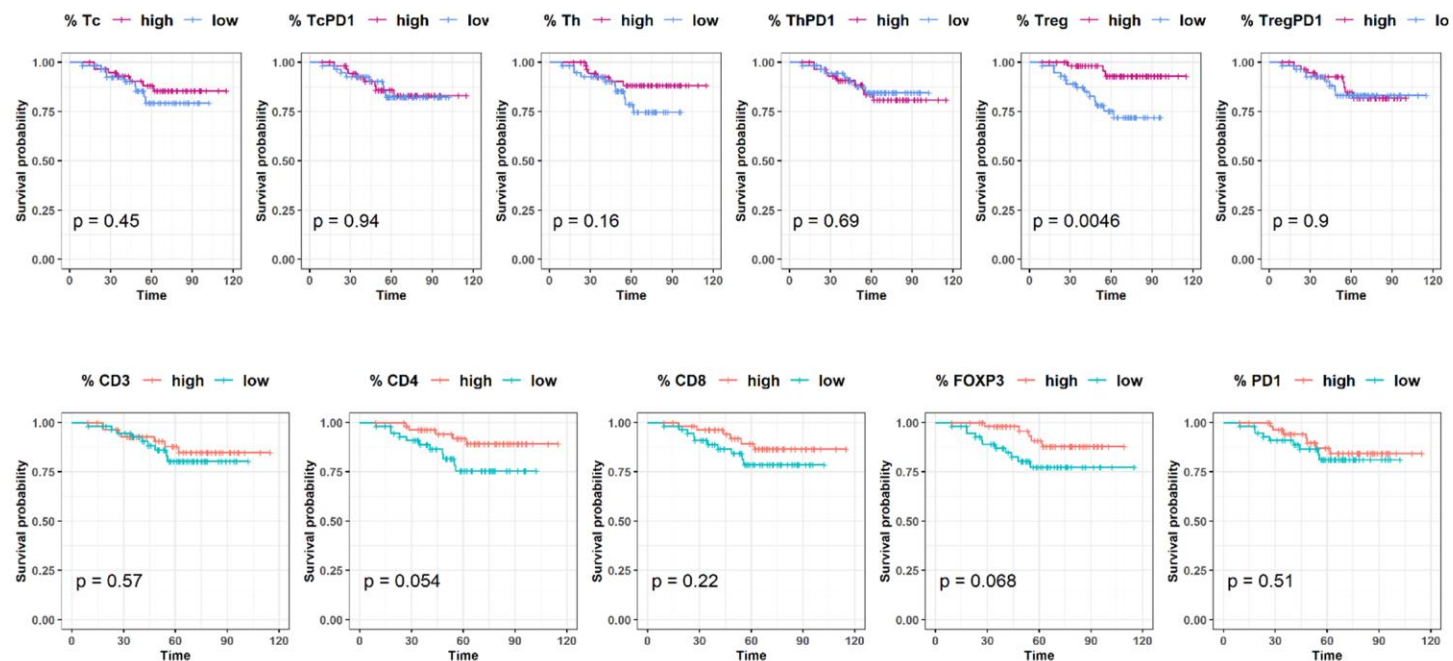 % Tc high low % TcPD1 high low % Th high low % ThPD1 high low % Treg high low % TregPD1 high lo
1.00 1.00 1.00 1.00 1.00 1.00
0.75 0.75 0.75 0.75 0.75 0.75
0.50 0.50 0.50 0.50 0.50 0.50
0.25 0.25 0.25 0.25 0.25 0.25
p = 0.45 p = 0.94 p = 0.16 p = 0.69 p = 0.0046 p = 0.9
0.00 0.00 0.00 0.00 0.00 0.00
Survival probability Survival probability Survival probability Survival probability Survival probability Survival probability
0 30 60 90 120 0 30 60 90 120 0 30 60 90 120 0 30 60 90 120 0 30 60 90 120 0 30 60 90 120
Time Time Time Time Time Time
% CD3 high low % CD4 high low % CD8 high low % FOXP3 high low % PD1 high low
1.00 1.00 1.00 1.00 1.00
0.75 0.75 0.75 0.75 0.75
0.50 0.50 0.50 0.50 0.50
0.25 0.25 0.25 0.25 0.25
p = 0.57 p = 0.054 p = 0.22 p = 0.068 p = 0.51
0.00 0.00 0.00 0.00 0.00
Survival probability Survival probability Survival probability Survival probability Survival probability
0 30 60 90 120 0 30 60 90 120 0 30 60 90 120 0 30 60 90 120 0 30 60 90 120
Time Time Time Time Time